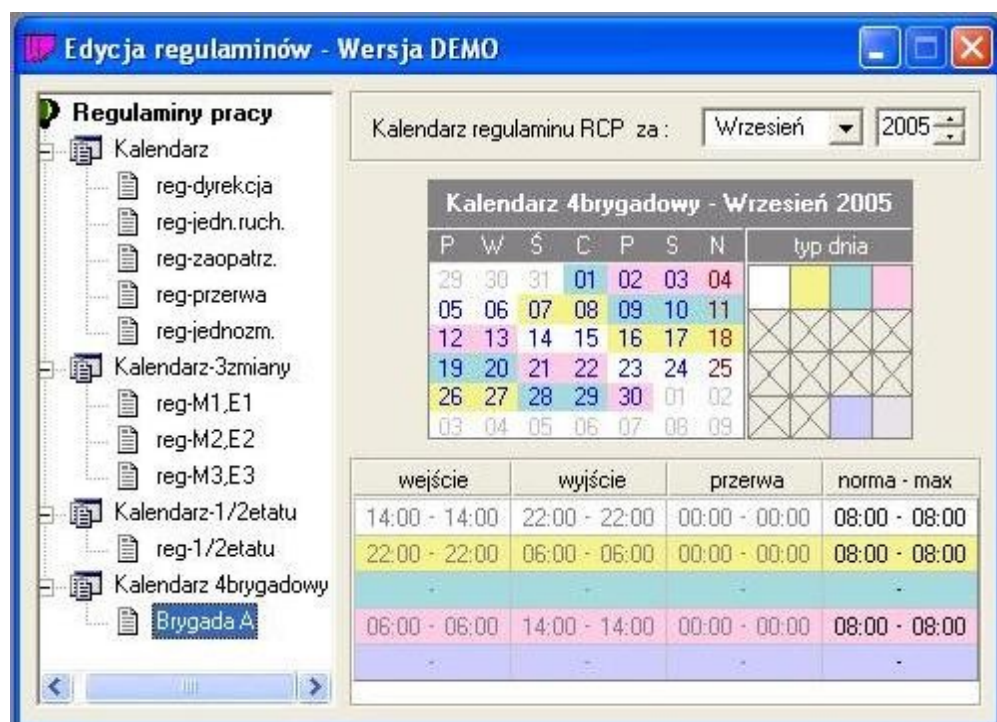 Edycja regulaminów - Wersja DEMO
Regulaminy pracy
Kalendarz
reg-dyrekcja
reg-jedn.ruch.
reg-zaopatrz.
reg-przerwa
reg-jednozm.
Kalendarz-3zmiany
reg-M1,E1
reg-M2,E2
reg-M3,E3
Kalendarz-1/2etatu
reg-1/2etatu
Kalendarz 4brygadowy
Brygada A
Kalendarz regulaminu RCP za : Wrzesień 2005
Kalendarz 4brygadowy - Wrzesień 2005
P W Ś C P S N typ dnia
29 30 31 01 02 03 04
05 06 07 08 09 10 11
12 13 14 15 16 17 18
19 20 21 22 23 24 25
26 27 28 29 30 01 02
03 04 05 06 07 08 09
wejście wyjście przerwa norma - max
14:00 - 14:00 22:00 - 22:00 00:00 - 00:00 08:00 - 08:00
22:00 - 22:00 06:00 - 06:00 00:00 - 00:00 08:00 - 08:00
- - - -
06:00 - 06:00 14:00 - 14:00 00:00 - 00:00 08:00 - 08:00
- - - -